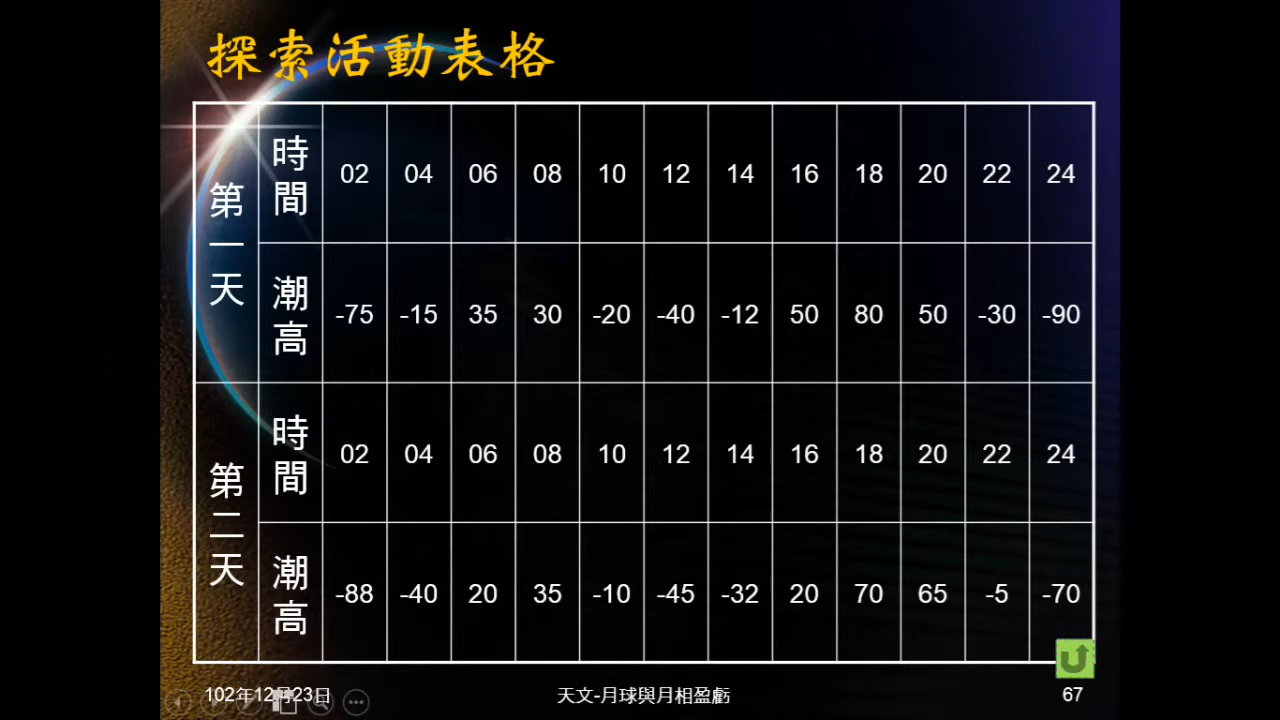 探索活動表格
第一天
時間 02 04 06 08 10 12 14 16 18 20 22 24
潮高 -75 -15 35 30 -20 -40 -12 50 80 50 -30 -90
第二天
時間 02 04 06 08 10 12 14 16 18 20 22 24
潮高 -88 -40 20 35 -10 -45 -32 20 70 65 -5 -70
102年12月23日
天文-月球與月相盈虧
67